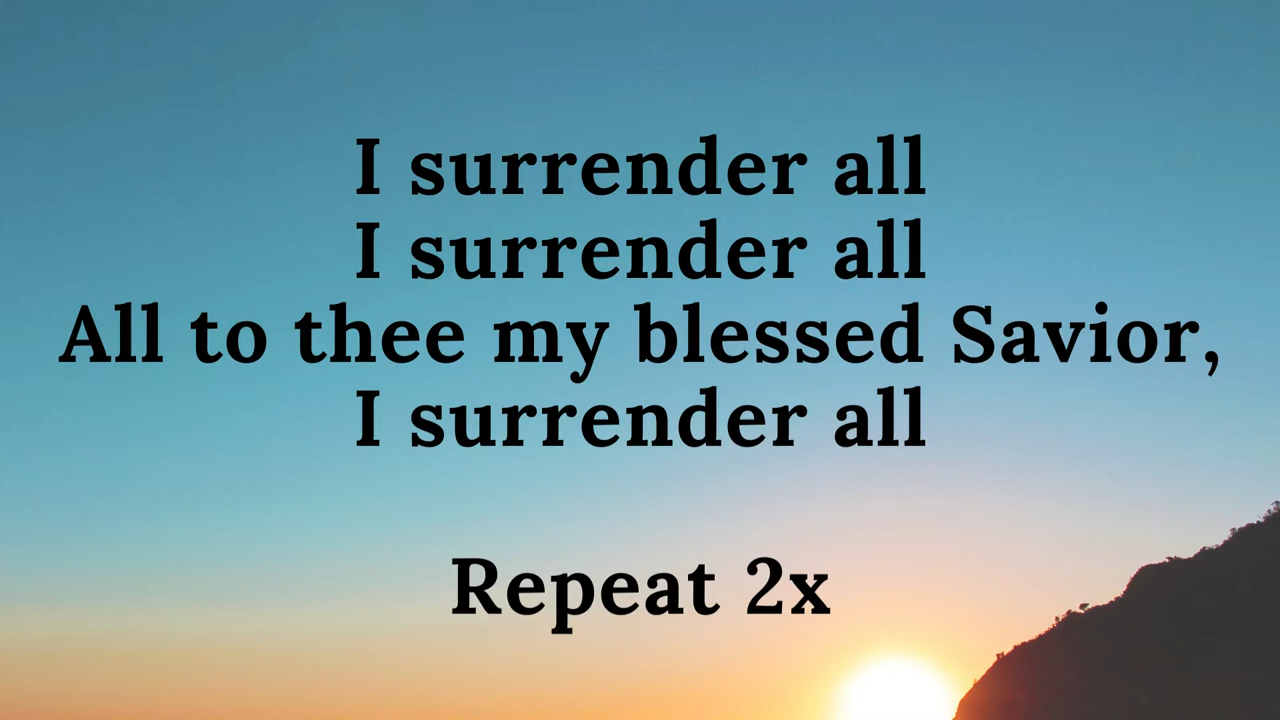 I surrender all
I surrender all
All to thee my blessed Savior,
I surrender all
Repeat 2x